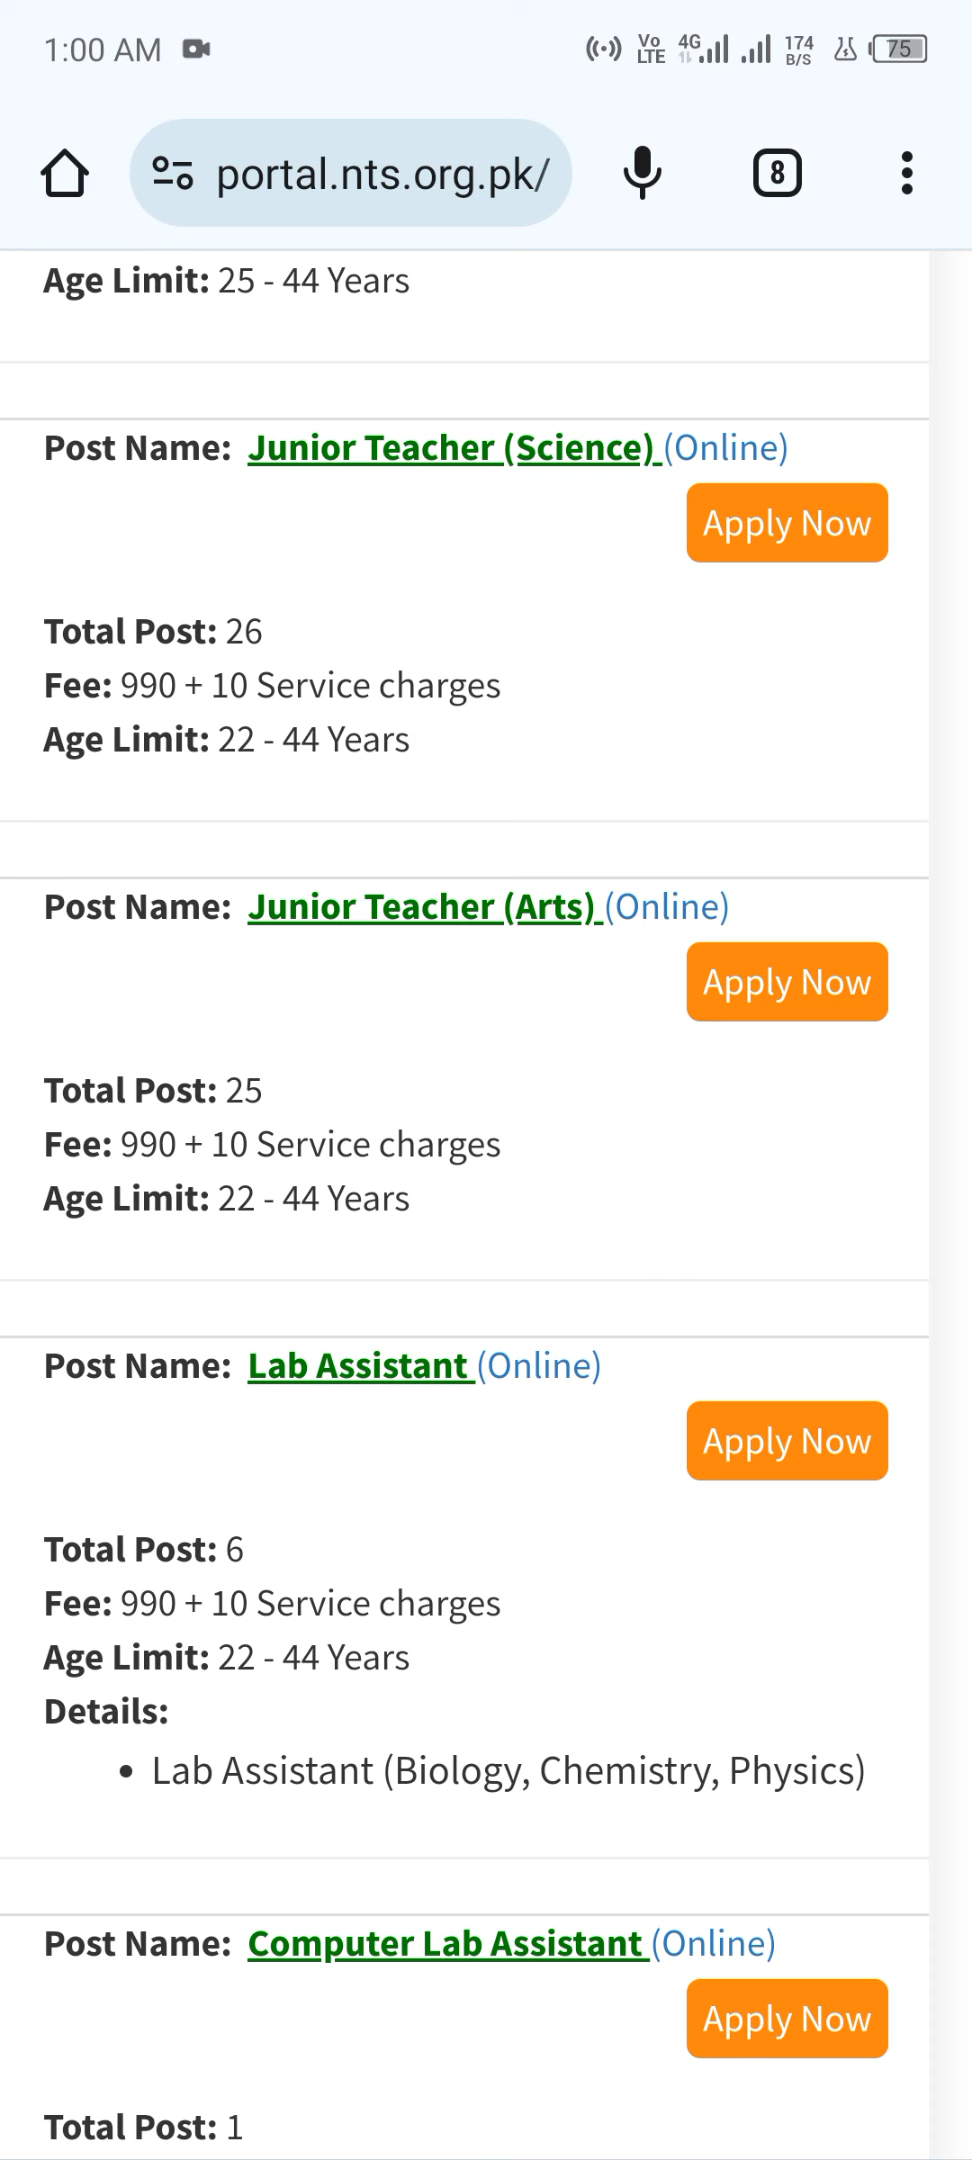 1:00 AM
Vo LTE 4G 174 B/S 75
portal.nts.org.pk/
8
Age Limit: 25 - 44 Years
Post Name: Junior Teacher (Science) (Online)
Apply Now
Total Post: 26
Fee: 990 + 10 Service charges
Age Limit: 22 - 44 Years
Post Name: Junior Teacher (Arts) (Online)
Apply Now
Total Post: 25
Fee: 990 + 10 Service charges
Age Limit: 22 - 44 Years
Post Name: Lab Assistant (Online)
Apply Now
Total Post: 6
Fee: 990 + 10 Service charges
Age Limit: 22 - 44 Years
Details:
• Lab Assistant (Biology, Chemistry, Physics)
Post Name: Computer Lab Assistant (Online)
Apply Now
Total Post: 1